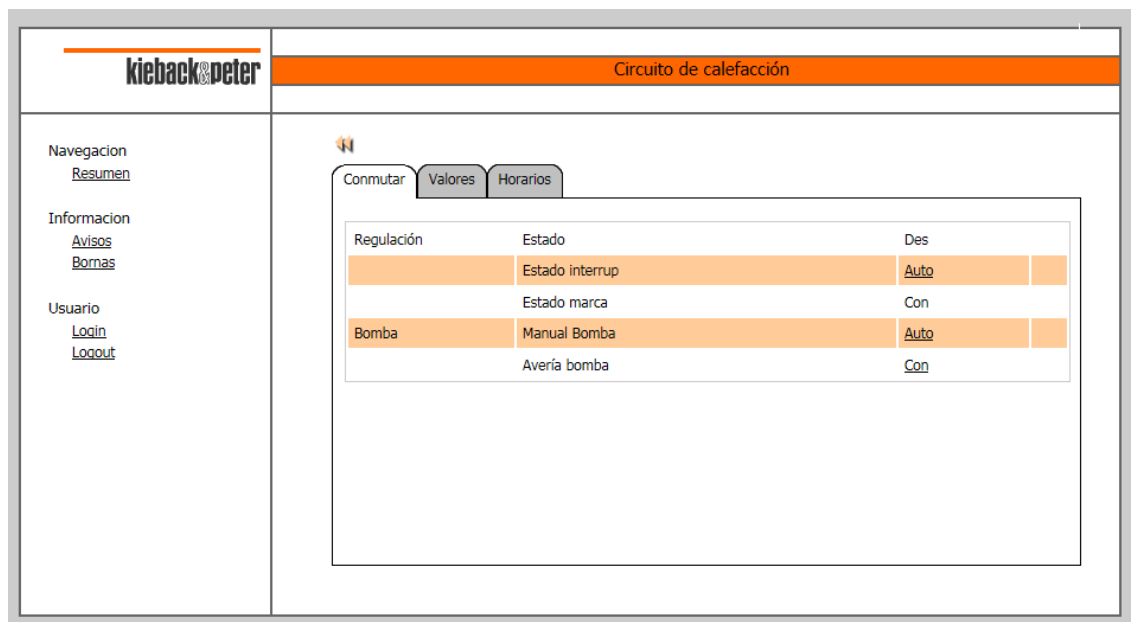 kieback&peter
Circuito de calefacción
Navegacion
Resumen
Informacion
Avisos
Bornas
Usuario
Login
Logout
Conmutar Valores Horarios
Regulación Estado Des
Estado interrup Auto
Estado marca Con
Bomba Manual Bomba Auto
Avería bomba Con